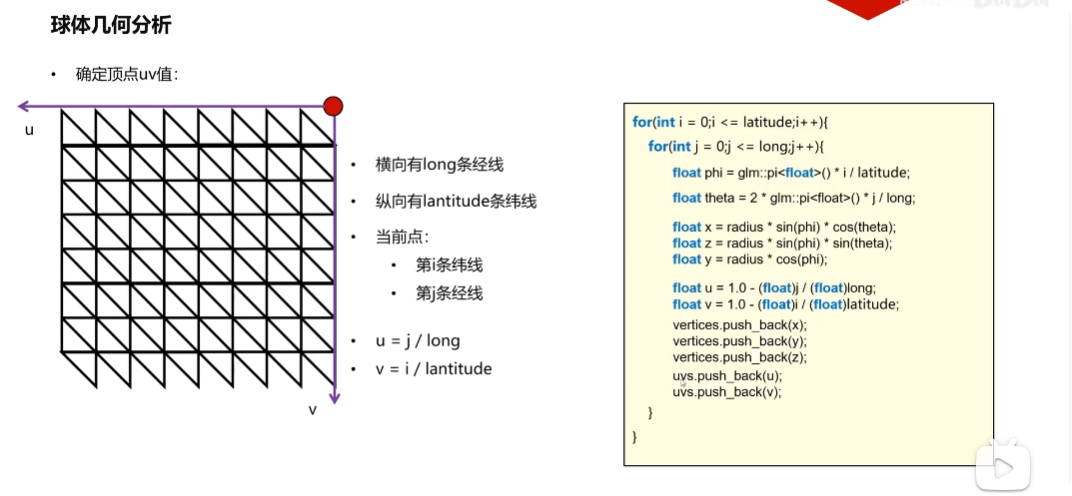 球体几何分析
• 确定顶点uv值：
u
v
• 横向有long条经线
• 纵向有lantitude条纬线
• 当前点：
• 第i条纬线
• 第j条经线
• u = j / long
• v = i / lantitude
for(int i = 0;i <= latitude;i++){
for(int j = 0;j <= long;j++){
float phi = glm::pi<float>() * i / latitude;
float theta = 2 * glm::pi<float>() * j / long;
float x = radius * sin(phi) * cos(theta);
float z = radius * sin(phi) * sin(theta);
float y = radius * cos(phi);
float u = 1.0 - (float)j / (float)long;
float v = 1.0 - (float)i / (float)latitude;
vertices.push_back(x);
vertices.push_back(y);
vertices.push_back(z);
uvs.push_back(u);
uvs.push_back(v);
}
}